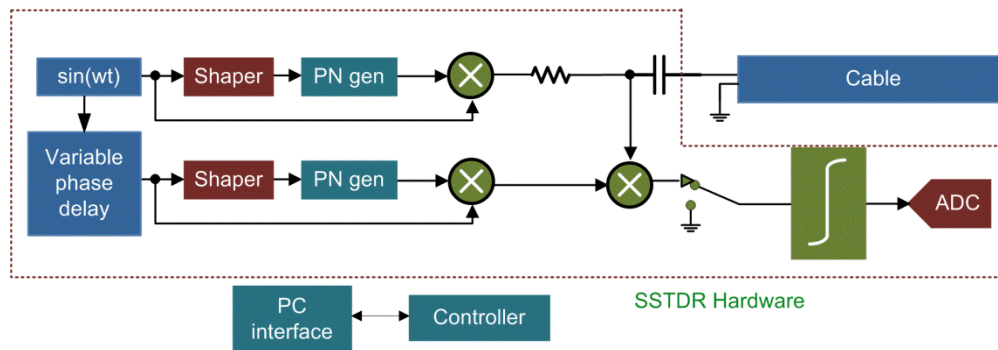 sin(wt)
Shaper
PN gen
Cable
Variable
phase
delay
Shaper
PN gen
ADC
SSTDR Hardware
PC
interface
Controller